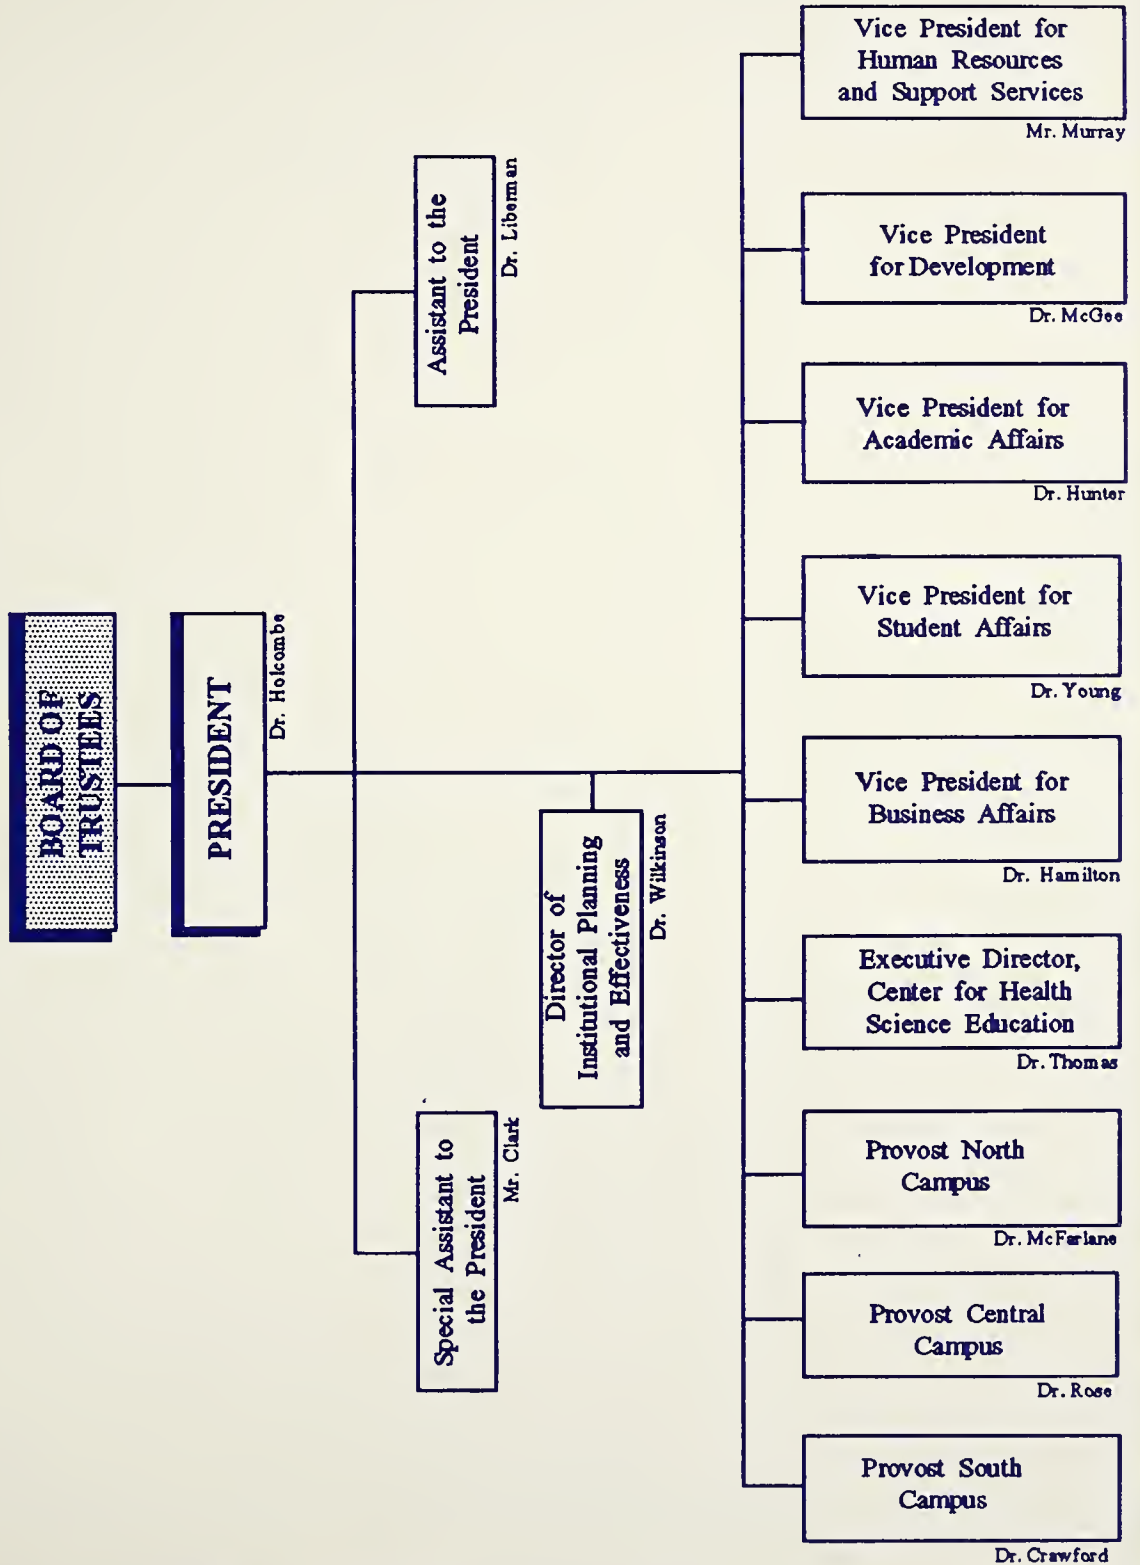 BOARD OF
TRUSTEES
PRESIDENT
Dr. Holcombe
Special Assistant to
the President
Mr. Clark
Assistant to the
President
Dr. Liberman
Director of
Institutional Planning
and Effectiveness
Dr. Wilkinson
Vice President for
Human Resources
and Support Services
Mr. Murray
Vice President
for Development
Dr. McGee
Vice President for
Academic Affairs
Dr. Hunter
Vice President for
Student Affairs
Dr. Young
Vice President for
Business Affairs
Dr. Hamilton
Executive Director,
Center for Health
Science Education
Dr. Thomas
Provost North
Campus
Dr. McFarlane
Provost Central
Campus
Dr. Rose
Provost South
Campus
Dr. Crawford